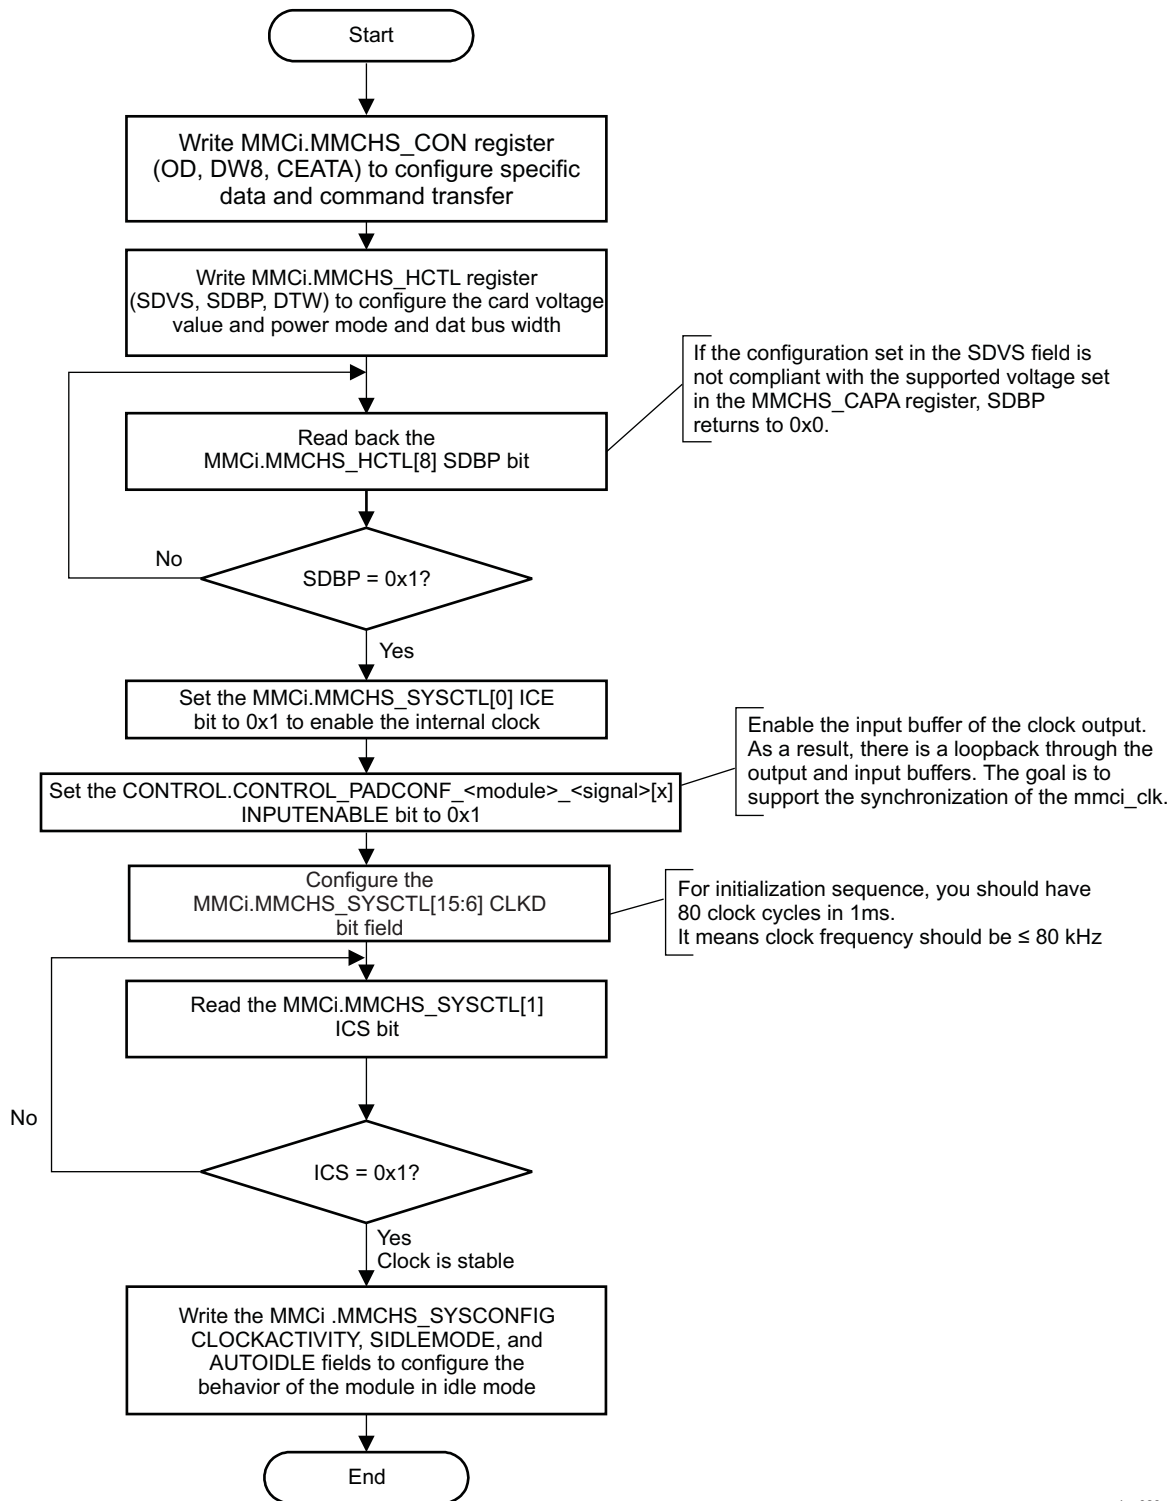 Start
Write MMCi.MMCHS_CON register
(OD, DW8, CEATA) to configure specific
data and command transfer
Write MMCi.MMCHS_HCTL register
(SDVS, SDBP, DTW) to configure the card voltage
value and power mode and dat bus width
If the configuration set in the SDVS field is
not compliant with the supported voltage set
in the MMCHS_CAPA register, SDBP
returns to 0x0.
Read back the
MMCi.MMCHS_HCTL[8] SDBP bit
No
SDBP = 0x1?
Yes
Set the MMCi.MMCHS_SYSCTL[0] ICE
bit to 0x1 to enable the internal clock
Enable the input buffer of the clock output.
As a result, there is a loopback through the
output and input buffers. The goal is to
support the synchronization of the mmci_clk.
Set the CONTROL.CONTROL_PADCONF_<module>_<signal>[x]
INPUTENABLE bit to 0x1
Configure the
MMCi.MMCHS_SYSCTL[15:6] CLKD
bit field
For initialization sequence, you should have
80 clock cycles in 1ms.
It means clock frequency should be ≤ 80 kHz
Read the MMCi.MMCHS_SYSCTL[1]
ICS bit
No
ICS = 0x1?
Yes
Clock is stable
Write the MMCi .MMCHS_SYSCONFIG
CLOCKACTIVITY, SIDLEMODE, and
AUTOIDLE fields to configure the
behavior of the module in idle mode
End